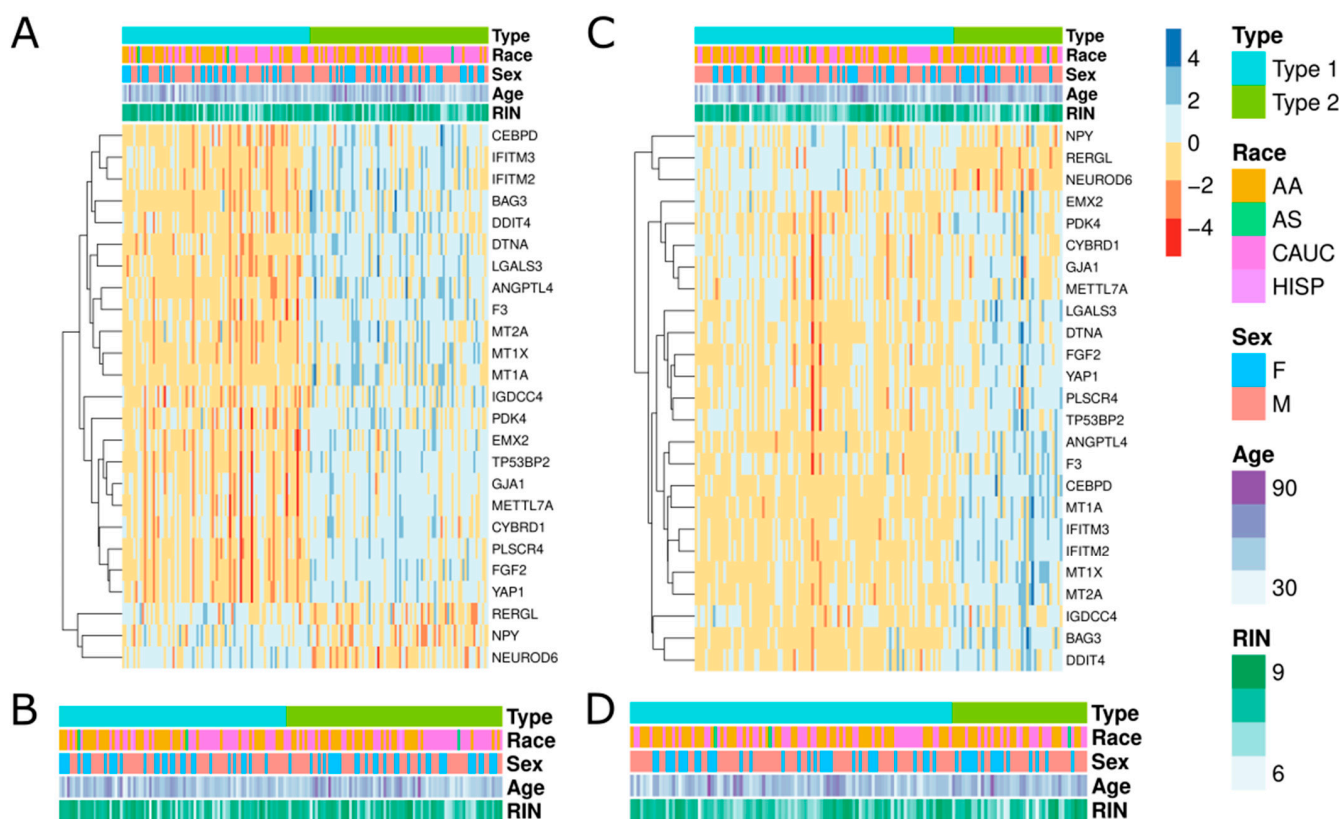 A
Type
Race
Sex
Age
RIN
CEBPD
IFITM3
IFITM2
BAG3
DDIT4
DTNA
LGALS3
ANGPTL4
F3
MT2A
MT1X
MT1A
IGDCC4
PDK4
EMX2
TP53BP2
GJA1
METTL7A
CYBRD1
PLSCR4
FGF2
YAP1
RERGL
NPY
NEUROD6
B
Type
Race
Sex
Age
RIN
C
Type
Race
Sex
Age
RIN
NPY
RERGL
NEUROD6
EMX2
PDK4
CYBRD1
GJA1
METTL7A
LGALS3
DTNA
FGF2
YAP1
PLSCR4
TP53BP2
ANGPTL4
F3
CEBPD
MT1A
IFITM3
IFITM2
MT1X
MT2A
IGDCC4
BAG3
DDIT4
D
Type
Race
Sex
Age
RIN
4
2
0
−2
−4
Type
Type 1
Type 2
Race
AA
AS
CAUC
HISP
Sex
F
M
Age
90
30
RIN
9
6